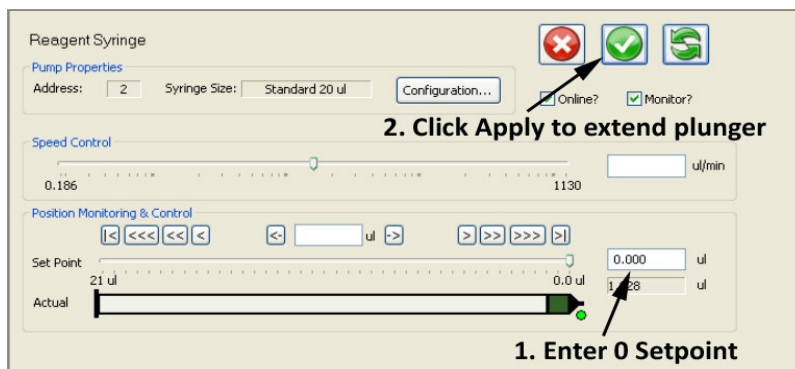 Reagent Syringe
Pump Properties
Address: 2 Syringe Size: Standard 20 ul Configuration...
Online? Monitor?
2. Click Apply to extend plunger
Speed Control
0.186 1130 ul/min
Position Monitoring & Control
|< <<< << < <- ul -> > >> >>> >|
Set Point 0.000 ul
21 ul 0.0 ul
ul
Actual
1. Enter 0 Setpoint